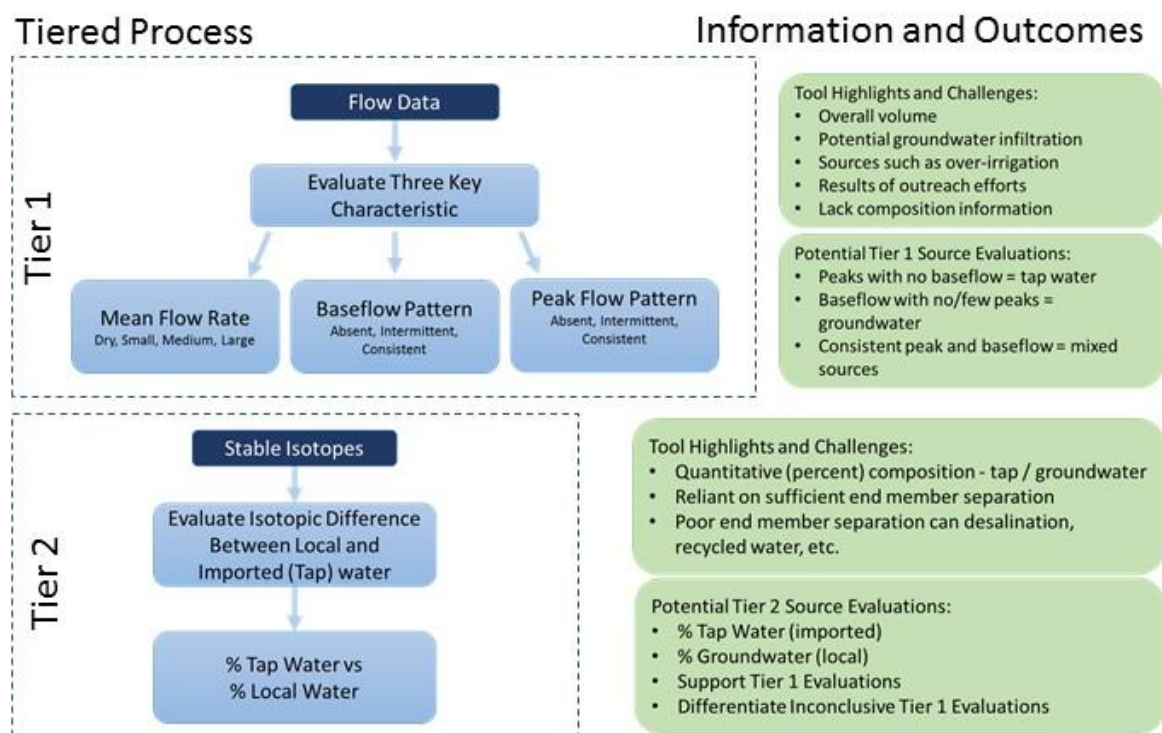 Tiered Process
Information and Outcomes
Tier 1
Flow Data
Evaluate Three Key
Characteristic
Mean Flow Rate
Dry, Small, Medium, Large
Baseflow Pattern
Absent, Intermittent,
Consistent
Peak Flow Pattern
Absent, Intermittent,
Consistent
Tool Highlights and Challenges:
• Overall volume
• Potential groundwater infiltration
• Sources such as over-irrigation
• Results of outreach efforts
• Lack composition information
Potential Tier 1 Source Evaluations:
• Peaks with no baseflow = tap water
• Baseflow with no/few peaks =
groundwater
• Consistent peak and baseflow = mixed
sources
Tier 2
Stable Isotopes
Evaluate Isotopic Difference
Between Local and
Imported (Tap) water
% Tap Water vs
% Local Water
Tool Highlights and Challenges:
• Quantitative (percent) composition - tap / groundwater
• Reliant on sufficient end member separation
• Poor end member separation can desalination,
recycled water, etc.
Potential Tier 2 Source Evaluations:
• % Tap Water (imported)
• % Groundwater (local)
• Support Tier 1 Evaluations
• Differentiate Inconclusive Tier 1 Evaluations